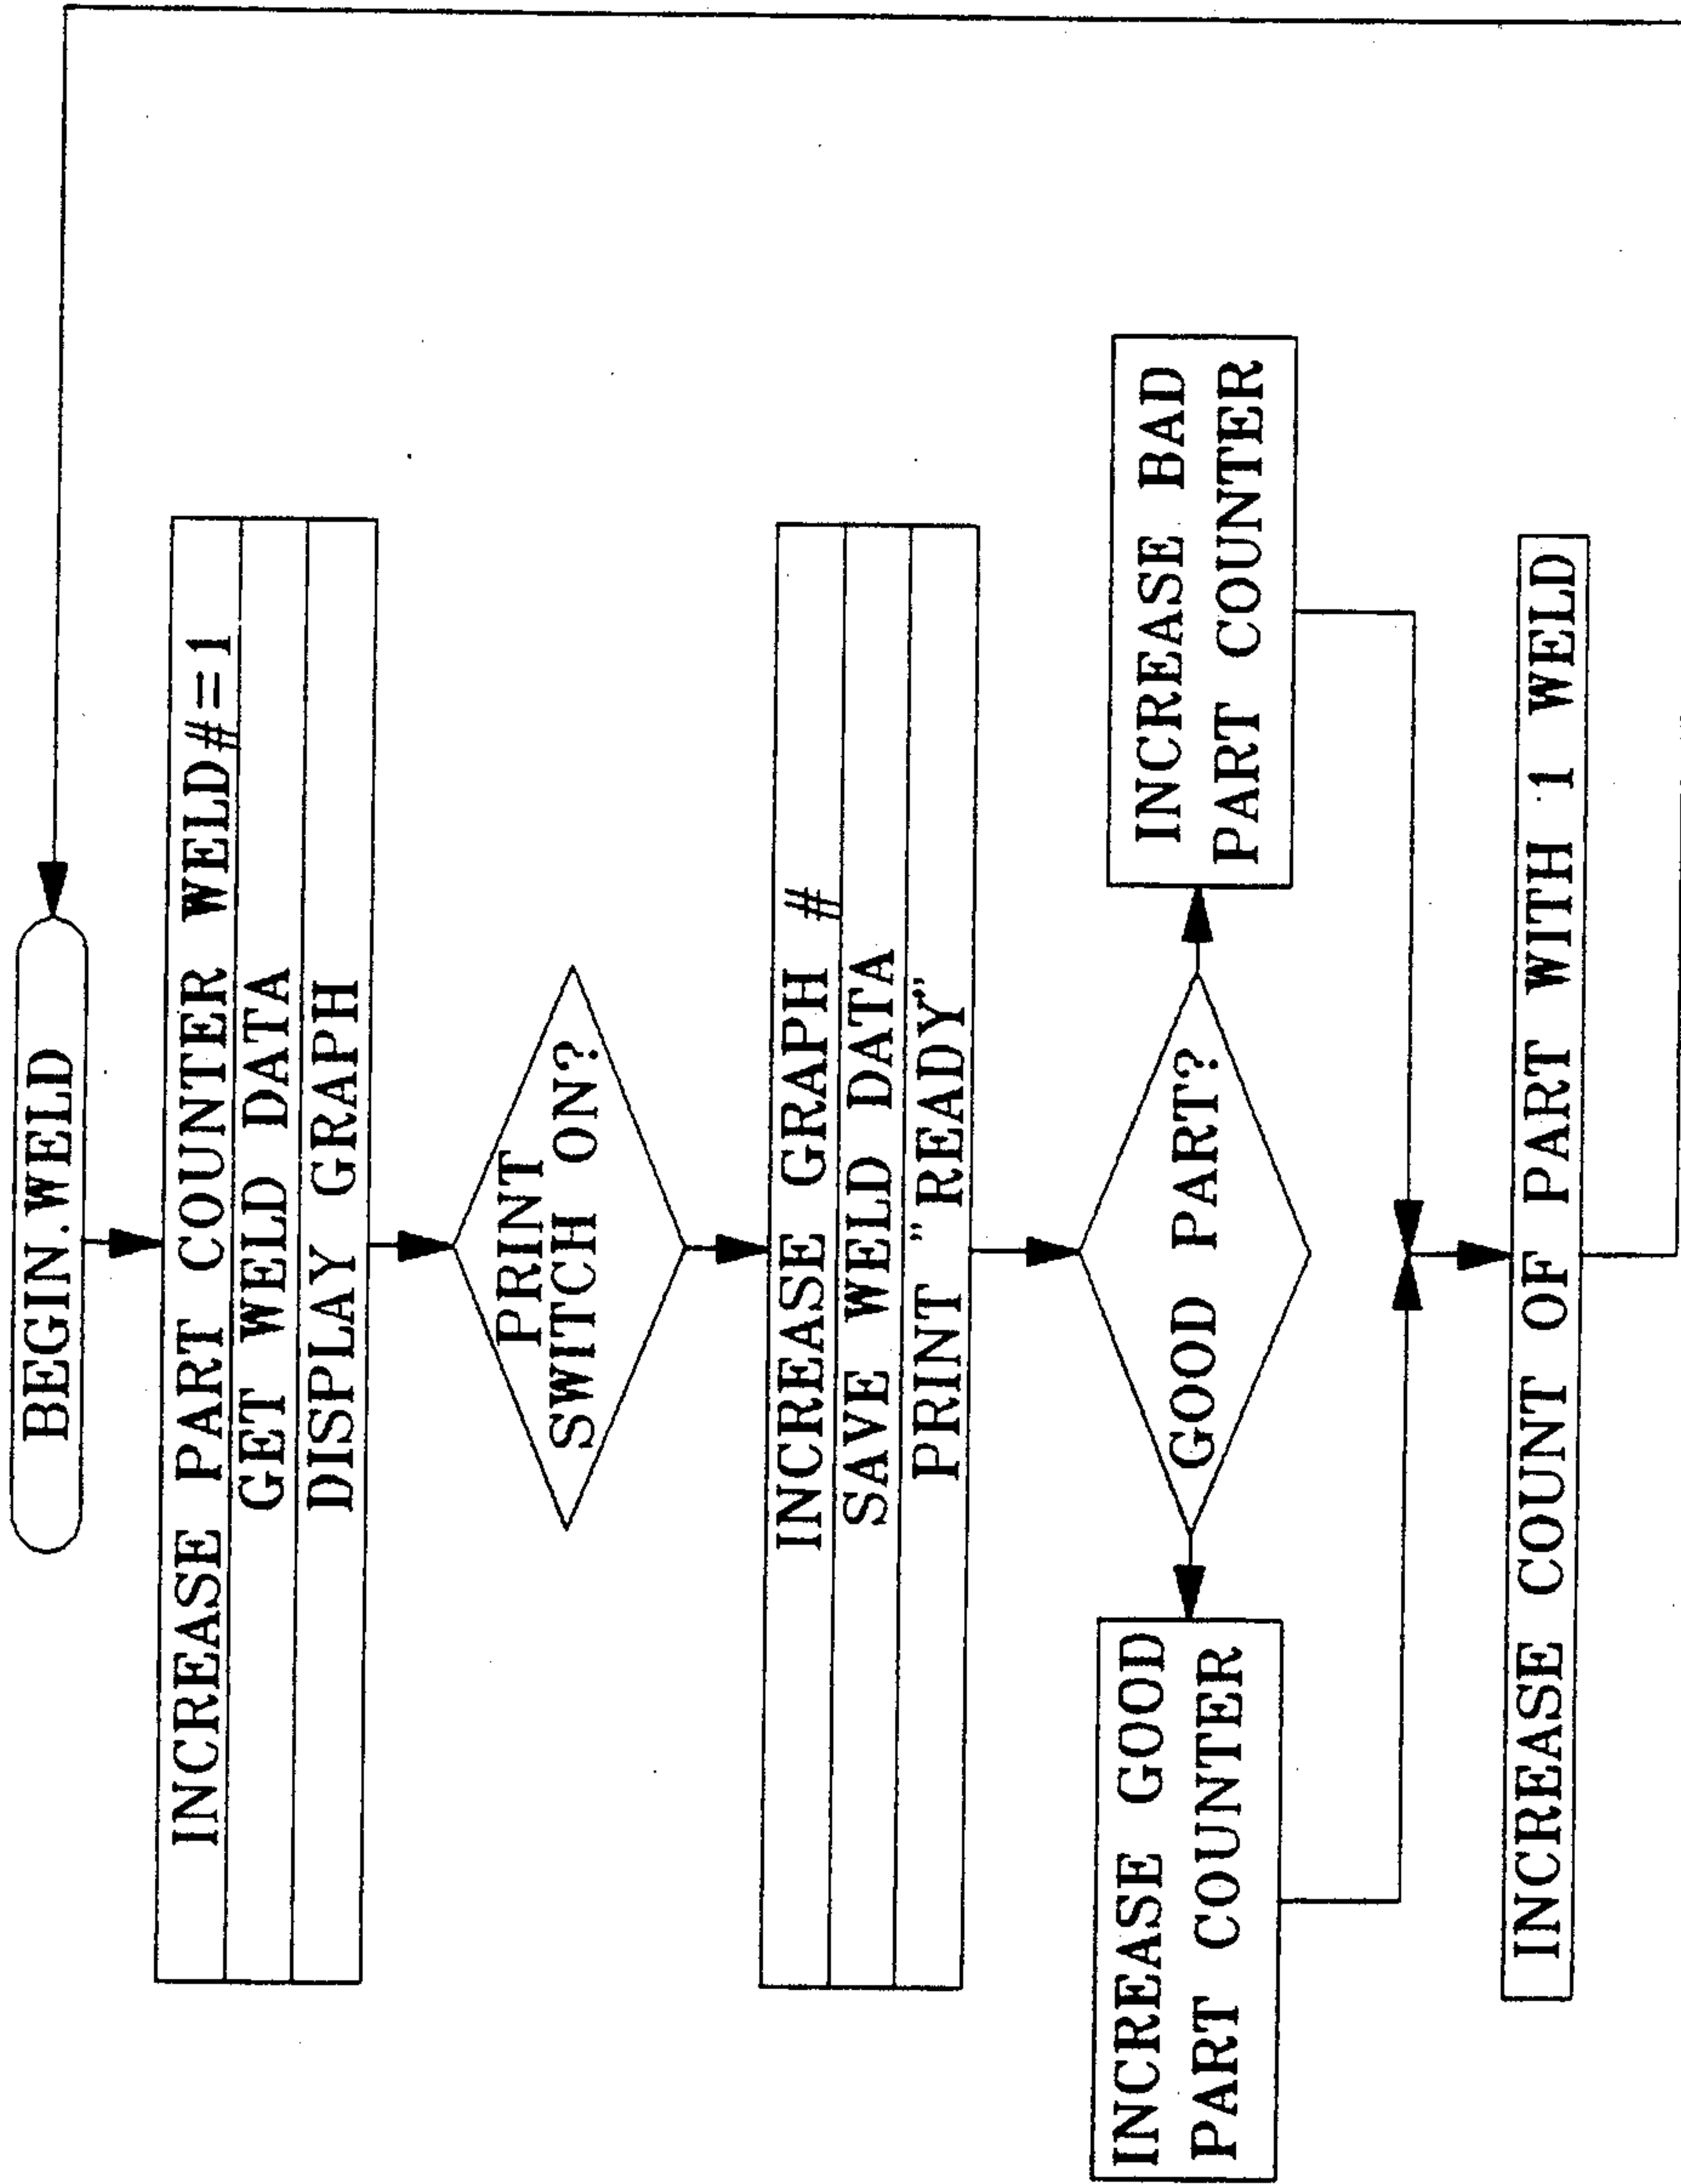 BEGIN.WELD
INCREASE PART COUNTER WELD#=1
GET WELD DATA
DISPLAY GRAPH
PRINT
SWITCH ON?
INCREASE GRAPH #
SAVE WELD DATA
PRINT "READY"
GOOD PART?
INCREASE GOOD
PART COUNTER
INCREASE BAD
PART COUNTER
INCREASE COUNT OF PART WITH 1 WELD